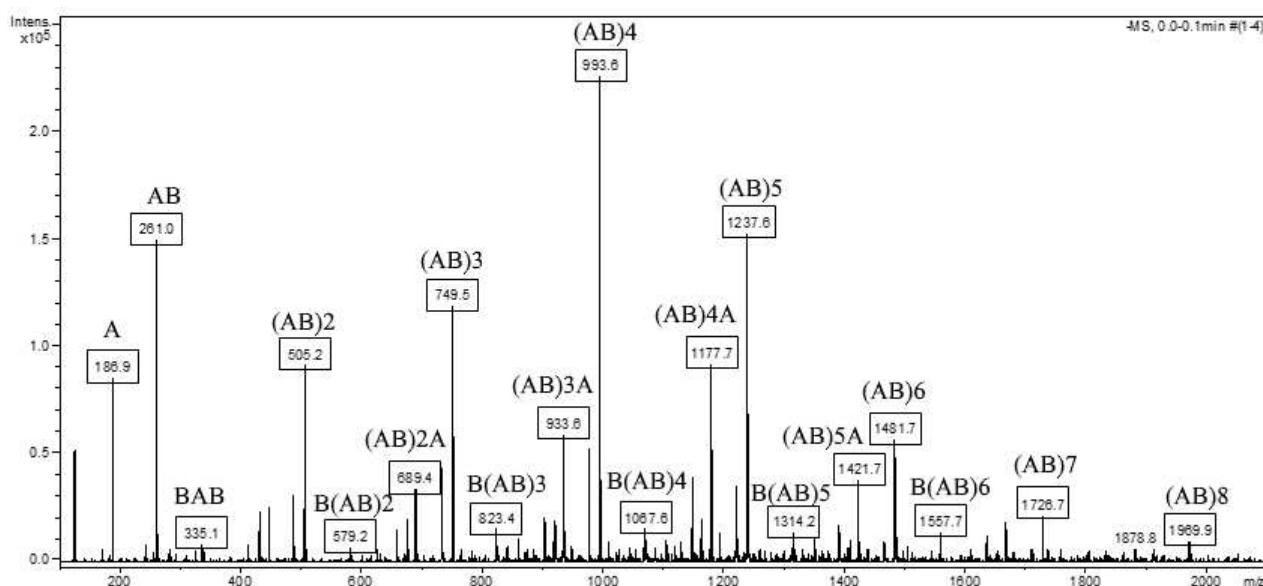 Intens.
x10⁵
-MS, 0.0-0.1min #(1-4)
(AB)4
993.6
AB
261.0
(AB)5
1237.6
(AB)3
749.5
A
186.9
(AB)2
505.2
(AB)4A
1177.7
(AB)3A
933.6
(AB)6
1481.7
(AB)2A
689.4
(AB)5A
1421.7
BAB
335.1
B(AB)2
579.2
B(AB)3
823.4
B(AB)4
1067.6
B(AB)5
1314.2
B(AB)6
1557.7
(AB)7
1726.7
1878.8
(AB)8
1969.9
2.0
1.5
1.0
0.5
0.0
200 400 600 800 1000 1200 1400 1600 1800 2000 m/z